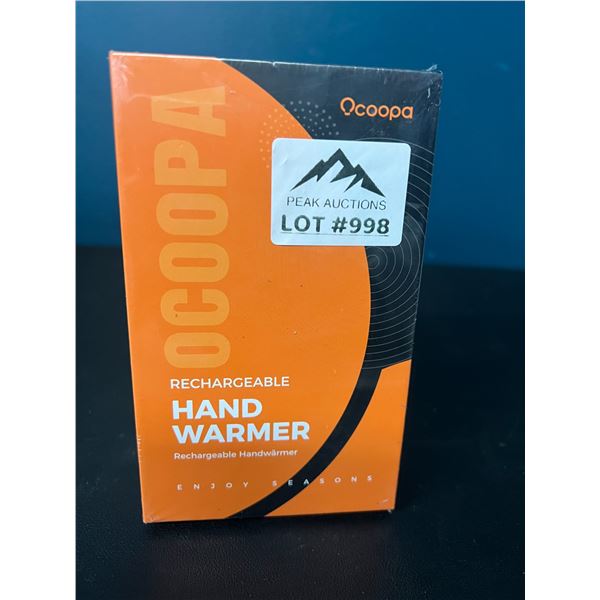 Ocoopa
PEAK AUCTIONS
LOT #998
OCOOPA
RECHARGEABLE
HAND
WARMER
Rechargeable Handwärmer
ENJOY SEASONS